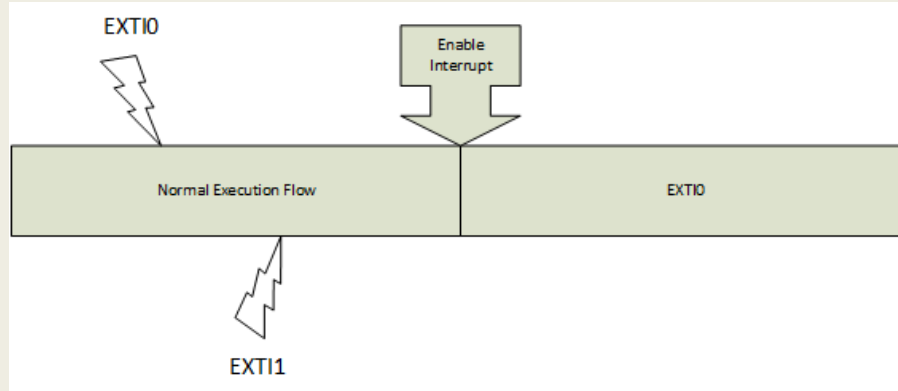 EXTI0
Enable
Interrupt
Normal Execution Flow
EXTI0
EXTI1